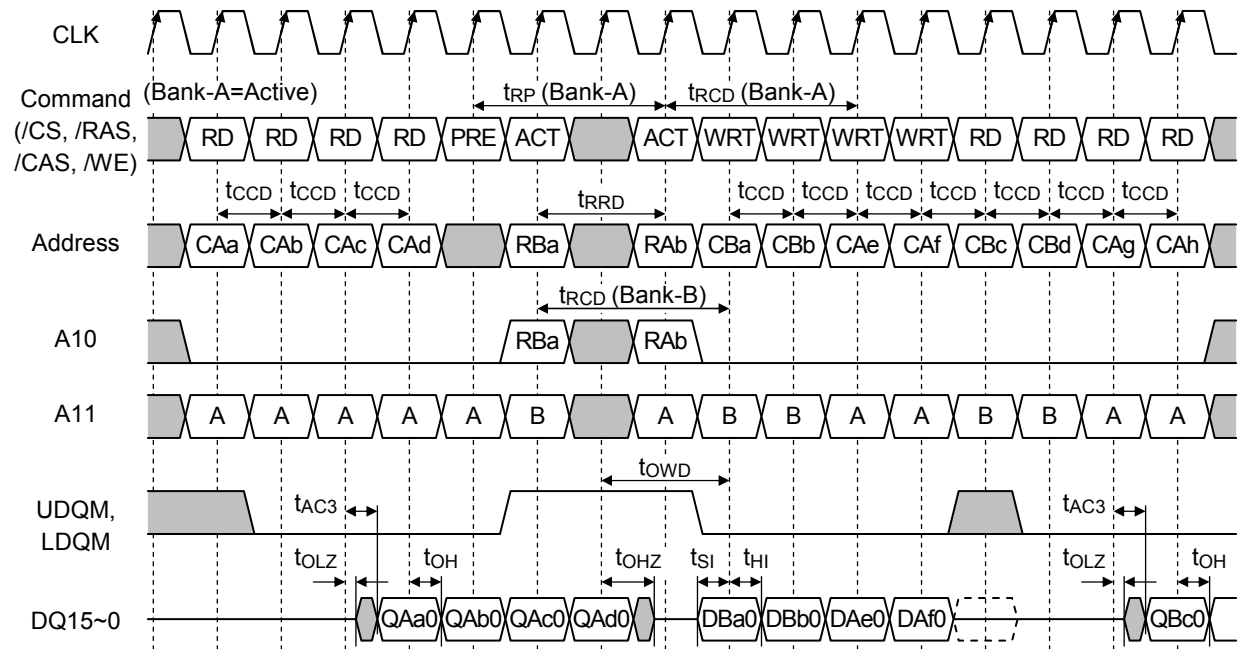 CLK
Command (Bank-A=Active) tRP (Bank-A) tRCD (Bank-A)
(/CS, /RAS, RD RD RD RD PRE ACT ACT WRT WRT WRT WRT RD RD RD RD
/CAS, /WE)
tCCD tCCD tCCD tRRD tCCD tCCD tCCD tCCD tCCD tCCD tCCD
Address CAa CAb CAc CAd RBa RAb CBa CBb CAe CAf CBc CBd CAg CAh
tRCD (Bank-B)
A10 RBa RAb
A11 A A A A A B A B B A A B B A A
tOWD
UDQM, tAC3 tAC3
LDQM
tOLZ tOH tOHZ tSI tHI tOLZ tOH
DQ15~0 QAa0 QAb0 QAc0 QAd0 DBa0 DBb0 DAe0 DAf0 QBc0